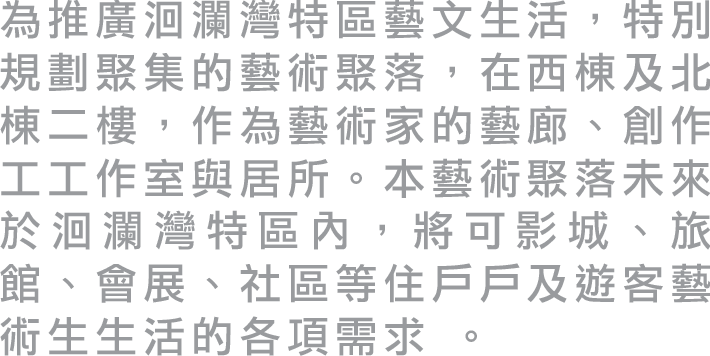 為推廣洄瀾灣特區藝文生活，特別
規劃聚集的藝術聚落，在西棟及北
棟二樓，作為藝術家的藝廊、創作
工工作室與居所。本藝術聚落未來
於洄瀾灣特區內，將可影城、旅
館、會展、社區等住戶戶及遊客藝
術生生活的各項需求 。